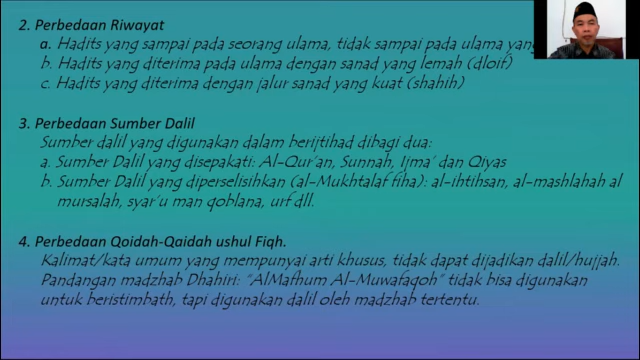 2. Perbedaan Riwayat
a. Hadits yang sampai pada seorang ulama, tidak sampai pada ulama yang
b. Hadits diterima pada ulama dengan sanad yang lemah (dloif)
c. Hadits yang diterima dengan jalur sanad yang kuat (shahih)
3. Perbedaan Sumber Dalil
Sumber dalil yang digunakan dalam berijtihad dibagi dua:
a. Sumber Dalil yang disepakati: Al-Qur'an, Sunnah, Ijma' dan Qiyas
b. Sumber Dalil yang diperselisihkan (al-Mukhtalaf fiha): al-ihtihsan, al-mashlahah al
mursalah, syar'u man qoblana, urf dll.
4. Perbedaan Qoidah-Qaidah ushul Fiqh.
Kalimat/kata umum yang mempunyai arti khusus, tidak dapat dijadikan dalil/hujjah.
Pandangan madzhab Dhahiri: "AlMafhum Al-Muwafaqoh" tidak bisa digunakan
untuk beristimbath, tapi digunakan dalil oleh madzhab tertentu.